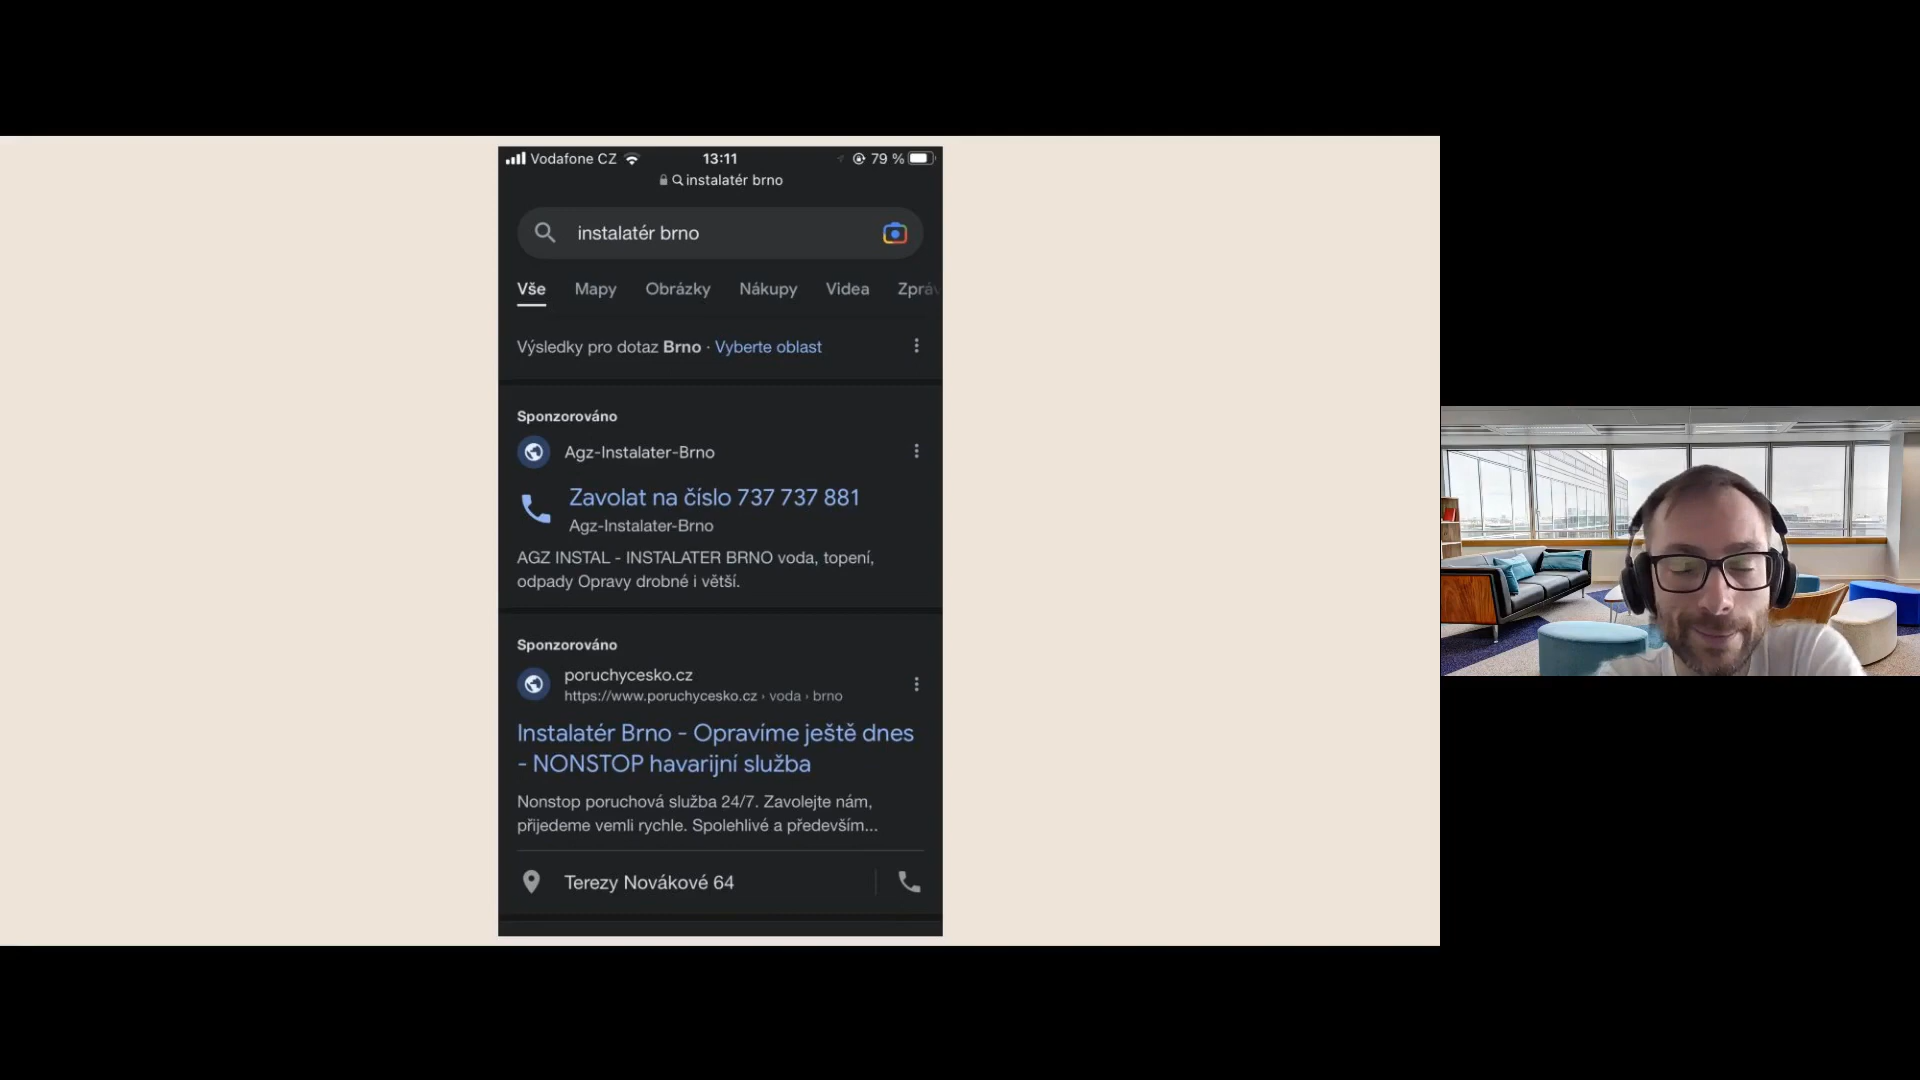 Vodafone CZ 13:11 79 %
instalatér brno
instalatér brno
Vše Mapy Obrázky Nákupy Videa Zpráv
Výsledky pro dotaz Brno · Vyberte oblast
Sponzorováno
Agz-Instalater-Brno
Zavolat na číslo 737 737 881
Agz-Instalater-Brno
AGZ INSTAL - INSTALATER BRNO voda, topení,
odpady Opravy drobné i větší.
Sponzorováno
poruchycesko.cz
https://www.poruchycesko.cz › voda › brno
Instalatér Brno - Opravíme ještě dnes
- NONSTOP havarijní služba
Nonstop poruchová služba 24/7. Zavolejte nám,
přijedeme vemli rychle. Spolehlivé a především...
Terezy Novákové 64